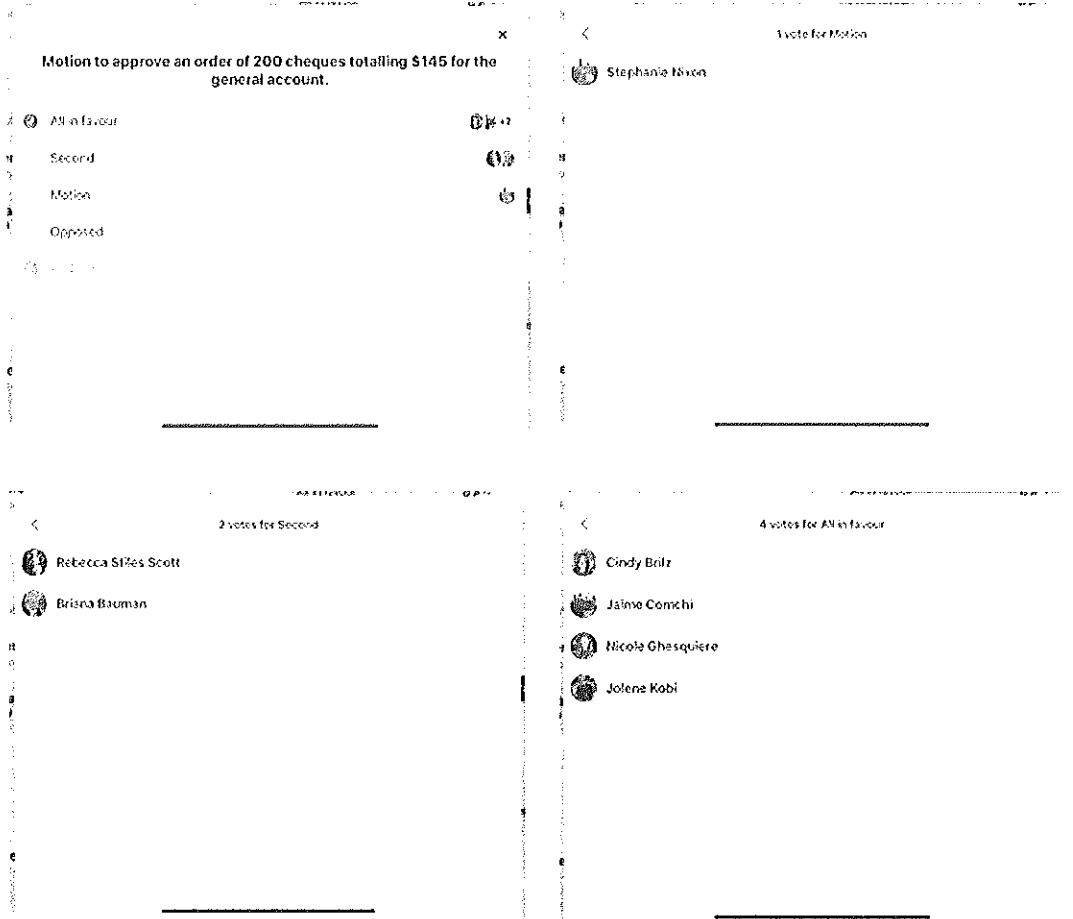 Motion to approve an order of 200 cheques totalling $145 for the
general account.
All in favour
+2
Second
Motion
Opposed
1 vote for Motion
Stephanie Nixon
2 votes for Second
Rebecca Stiles Scott
Briana Bauman
4 votes for All in favour
Cindy Brilz
Jaime Comchi
Nicole Ghesquiere
Jolene Kobi